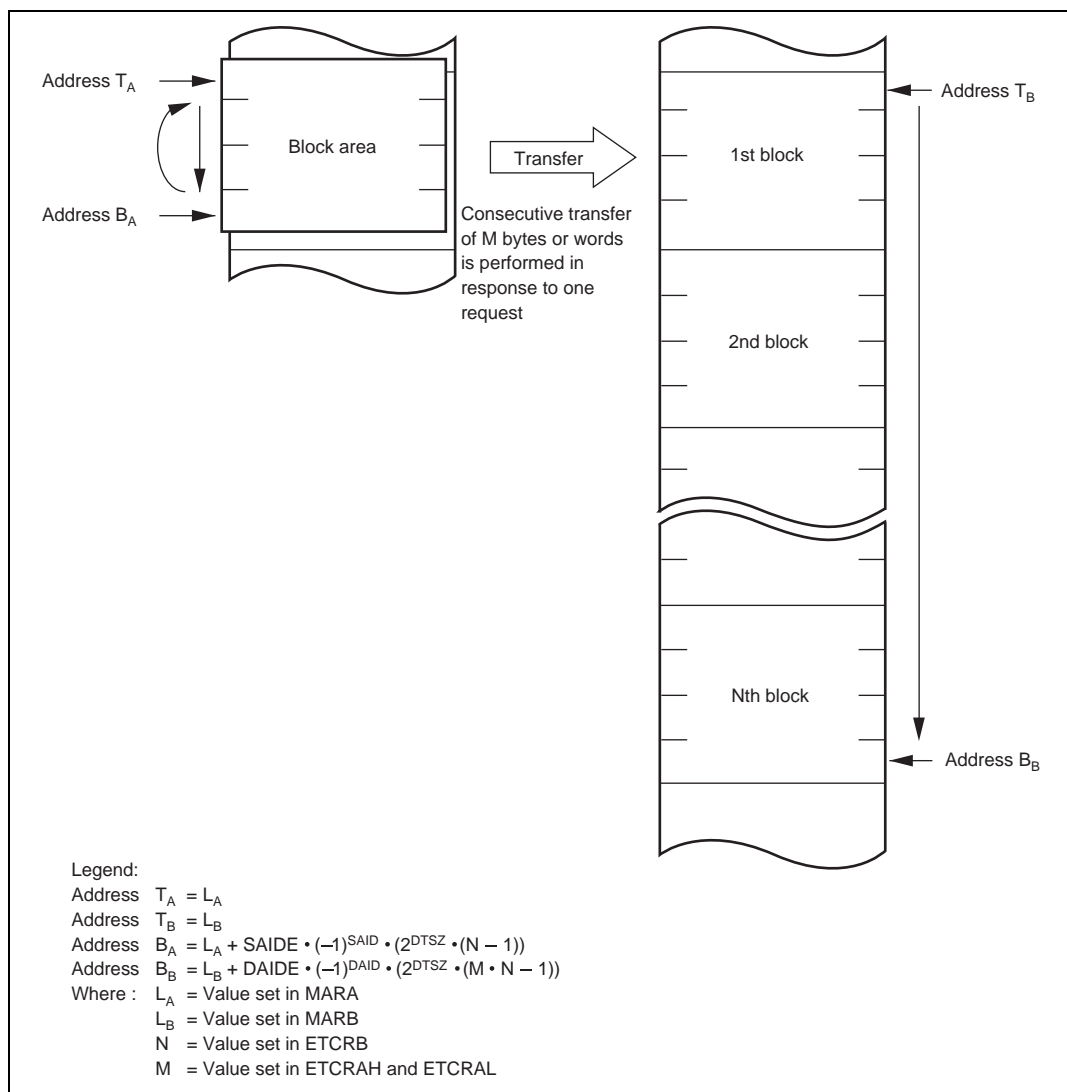 Address T_A
Address B_A
Block area
Transfer
Consecutive transfer
of M bytes or words
is performed in
response to one
request
Address T_B
1st block
2nd block
Nth block
Address B_B
Legend:
Address T_A = L_A
Address T_B = L_B
Address B_A = L_A + SAIDE • (–1)^SAID • (2^DTSZ • (N – 1))
Address B_B = L_B + DAIDE • (–1)^DAID • (2^DTSZ • (M • N – 1))
Where : L_A = Value set in MARA
L_B = Value set in MARB
N = Value set in ETCRB
M = Value set in ETCRAH and ETCRAL